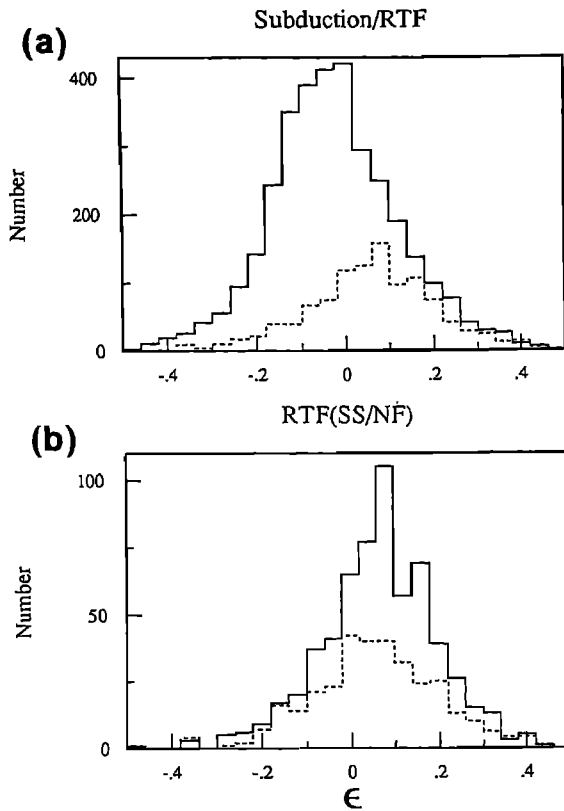 Subduction/RTF
(a)
400
200
0
Number
-.4 -.2 0 .2 .4
RTF(SS/NF)
(b)
100
50
0
Number
-.4 -.2 0 .2 .4
ϵ